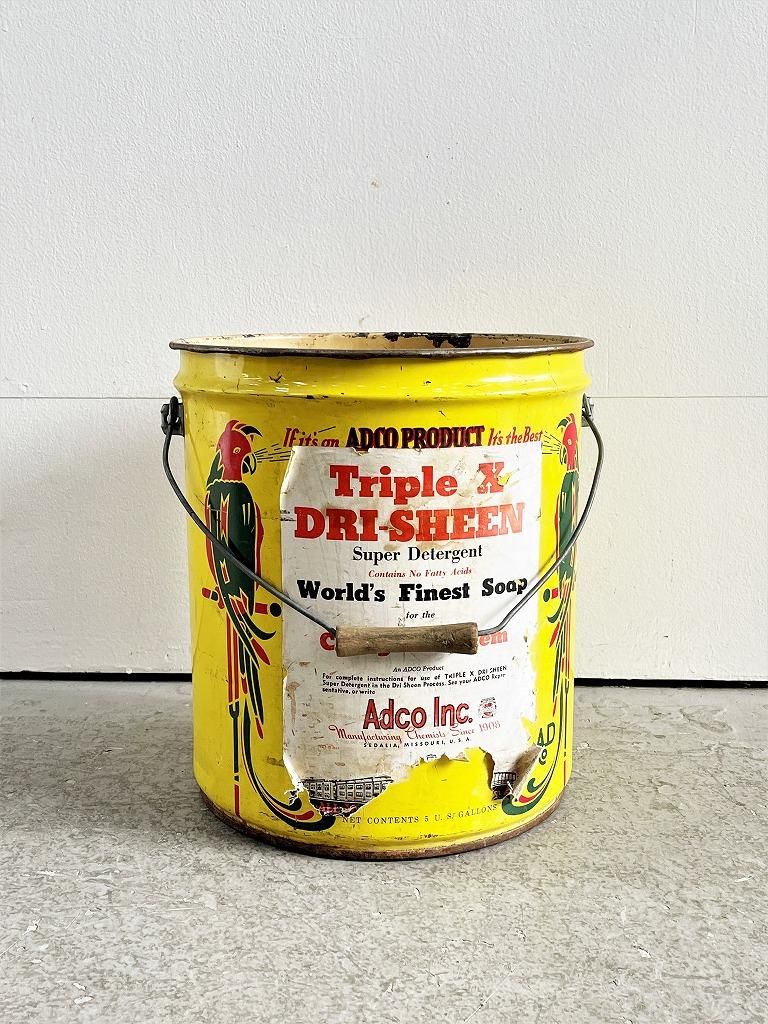 If it's an ADCO PRODUCT It's the Best
Triple X
DRI-SHEEN
Super Detergent
Contains No Fatty Acids
World's Finest Soap
for the
An ADCO Product
For complete instructions for use of TRIPLE X DRI SHEEN
Super Detergent in the Dri Sheen Process. See your ADCO Repre
sentative, or write
Adco Inc.
Manufacturing Chemists Since 1908
SEDALIA, MISSOURI, U.S.A.
AD
Co
NET CONTENTS 5 U. S. GALLONS